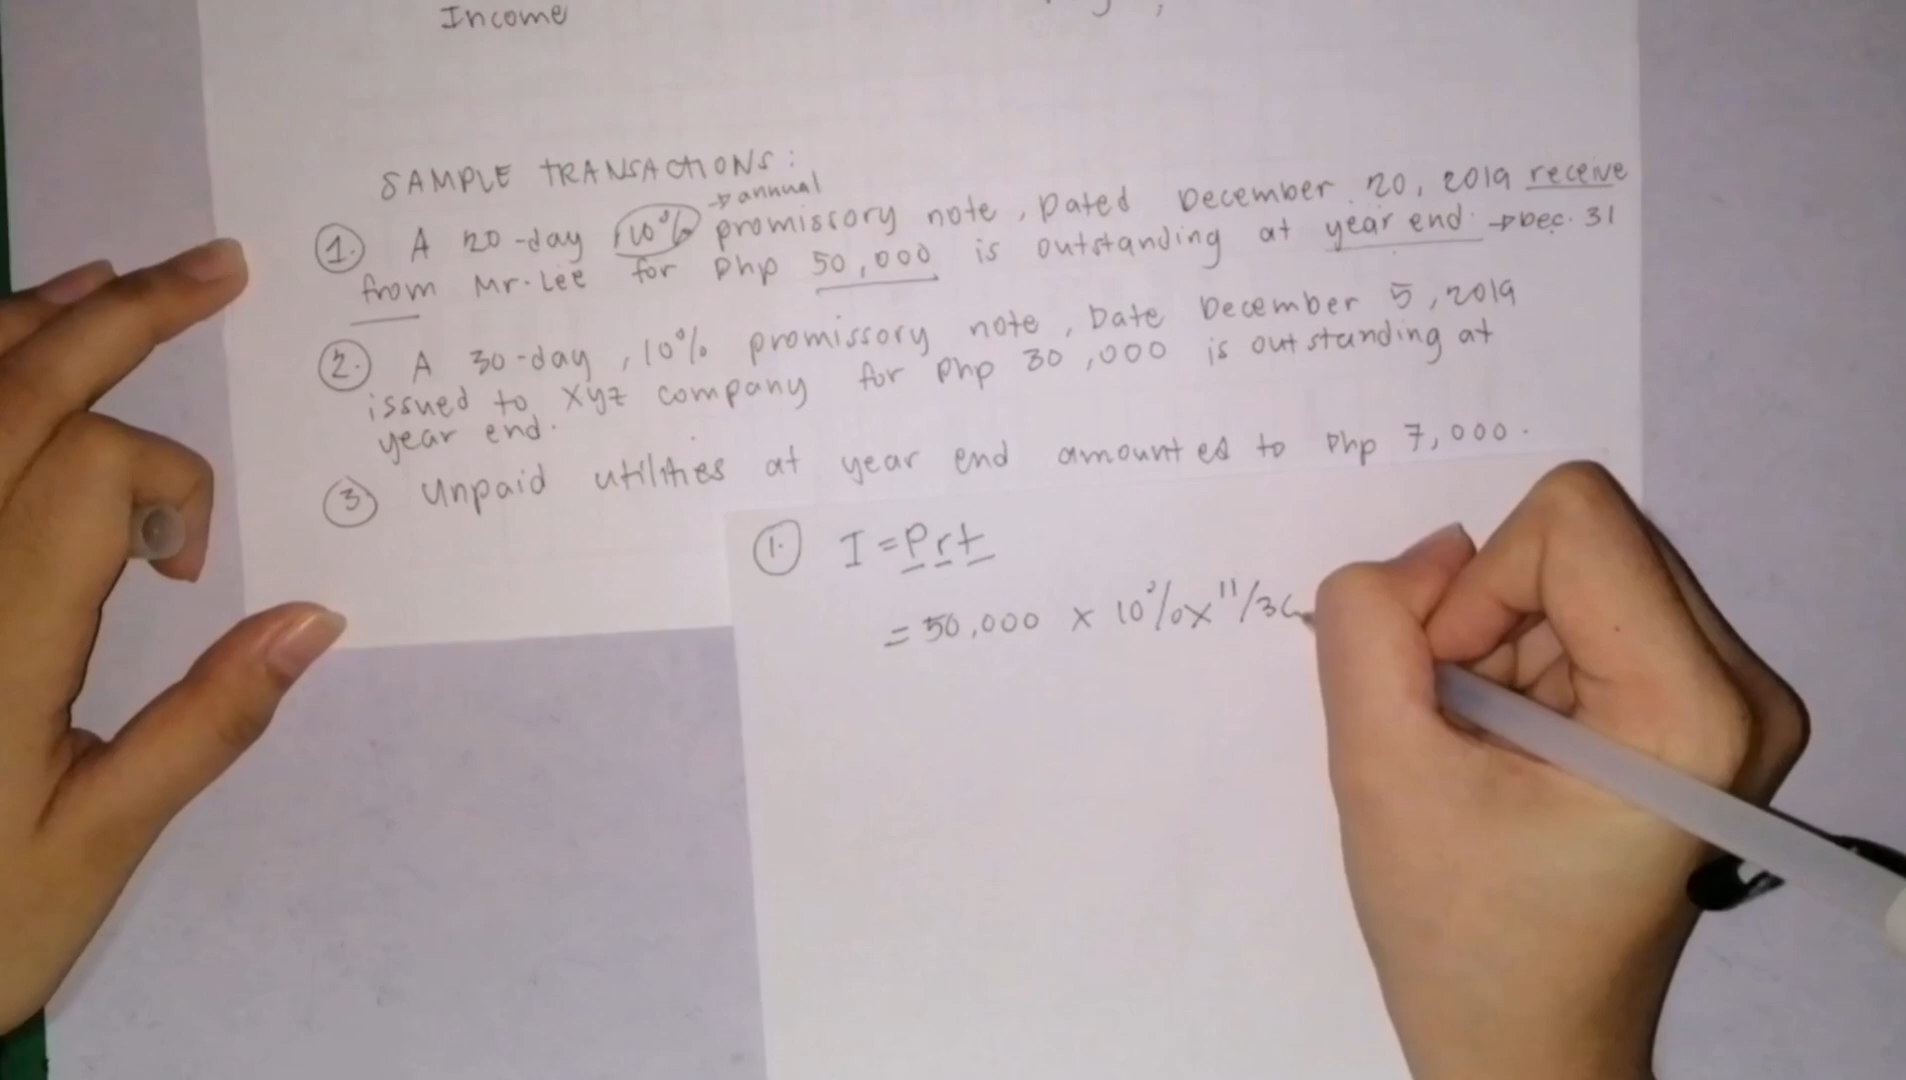 Income
SAMPLE TRANSACTIONS:
→ annual
1. A 20-day, 10% promissory note, Dated December 20, 2019 receive
from Mr. Lee for Php 50,000 is outstanding at year end. → Dec. 31
2. A 30-day, 10% promissory note, Date December 5, 2019
issued to XYZ company for Php 30,000 is outstanding at
year end.
3. Unpaid utilities at year end amounted to Php 7,000.
1. I = Prt
= 50,000 x 10% x 11/36